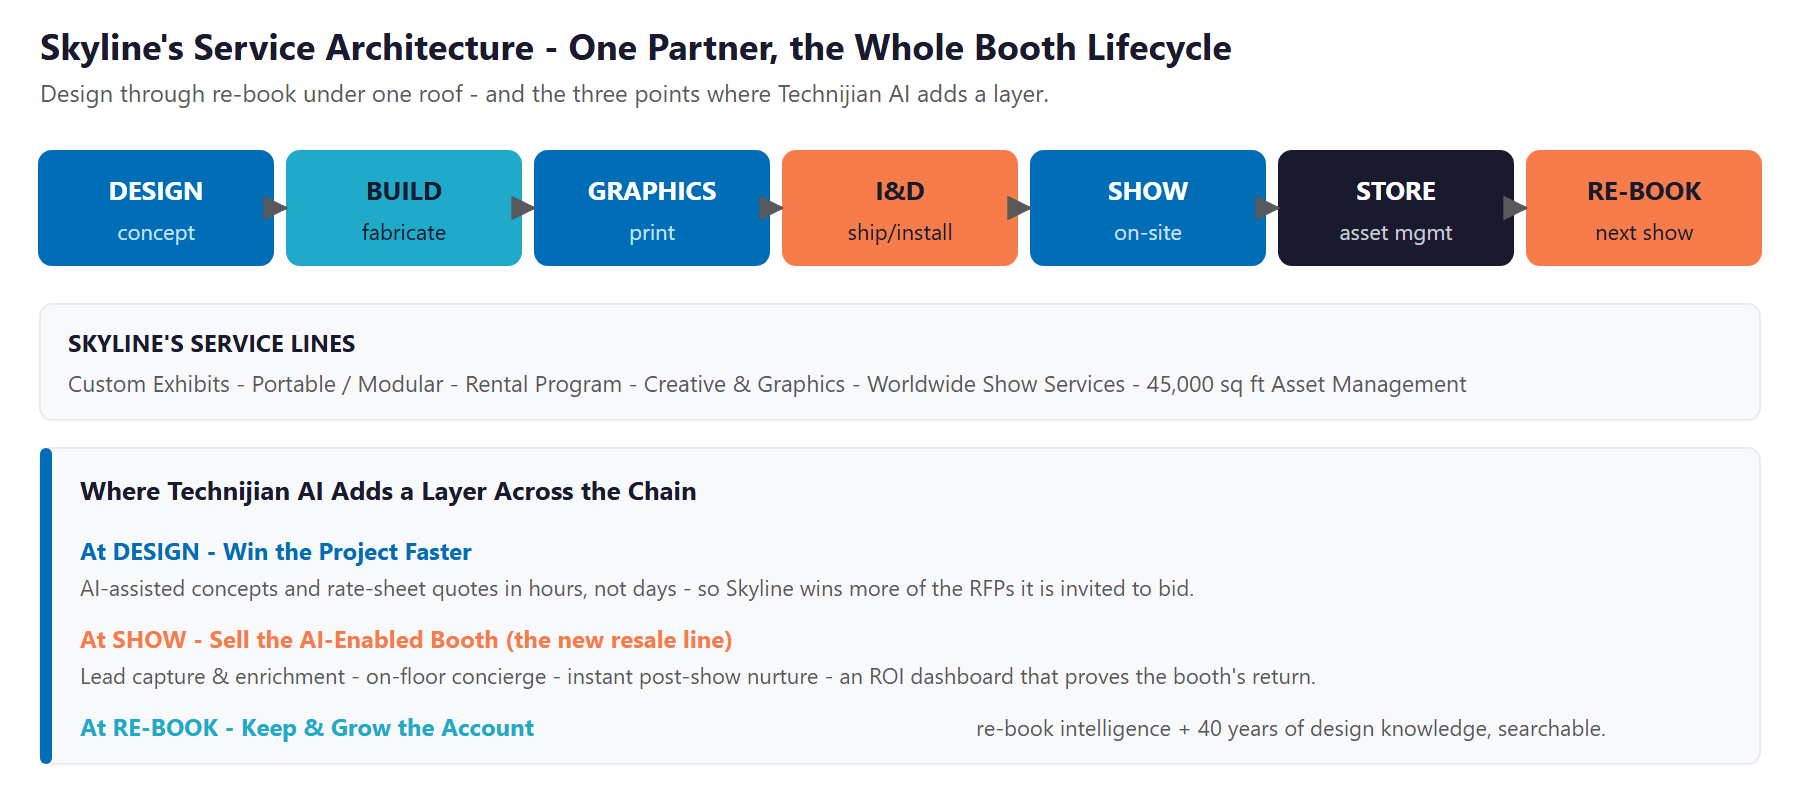 Skyline's Service Architecture - One Partner, the Whole Booth Lifecycle
Design through re-book under one roof - and the three points where Technijian AI adds a layer.
DESIGN
concept
BUILD
fabricate
GRAPHICS
print
I&D
ship/install
SHOW
on-site
STORE
asset mgmt
RE-BOOK
next show
SKYLINE'S SERVICE LINES
Custom Exhibits - Portable / Modular - Rental Program - Creative & Graphics - Worldwide Show Services - 45,000 sq ft Asset Management
Where Technijian AI Adds a Layer Across the Chain
At DESIGN - Win the Project Faster
AI-assisted concepts and rate-sheet quotes in hours, not days - so Skyline wins more of the RFPs it is invited to bid.
At SHOW - Sell the AI-Enabled Booth (the new resale line)
Lead capture & enrichment - on-floor concierge - instant post-show nurture - an ROI dashboard that proves the booth's return.
At RE-BOOK - Keep & Grow the Account
re-book intelligence + 40 years of design knowledge, searchable.